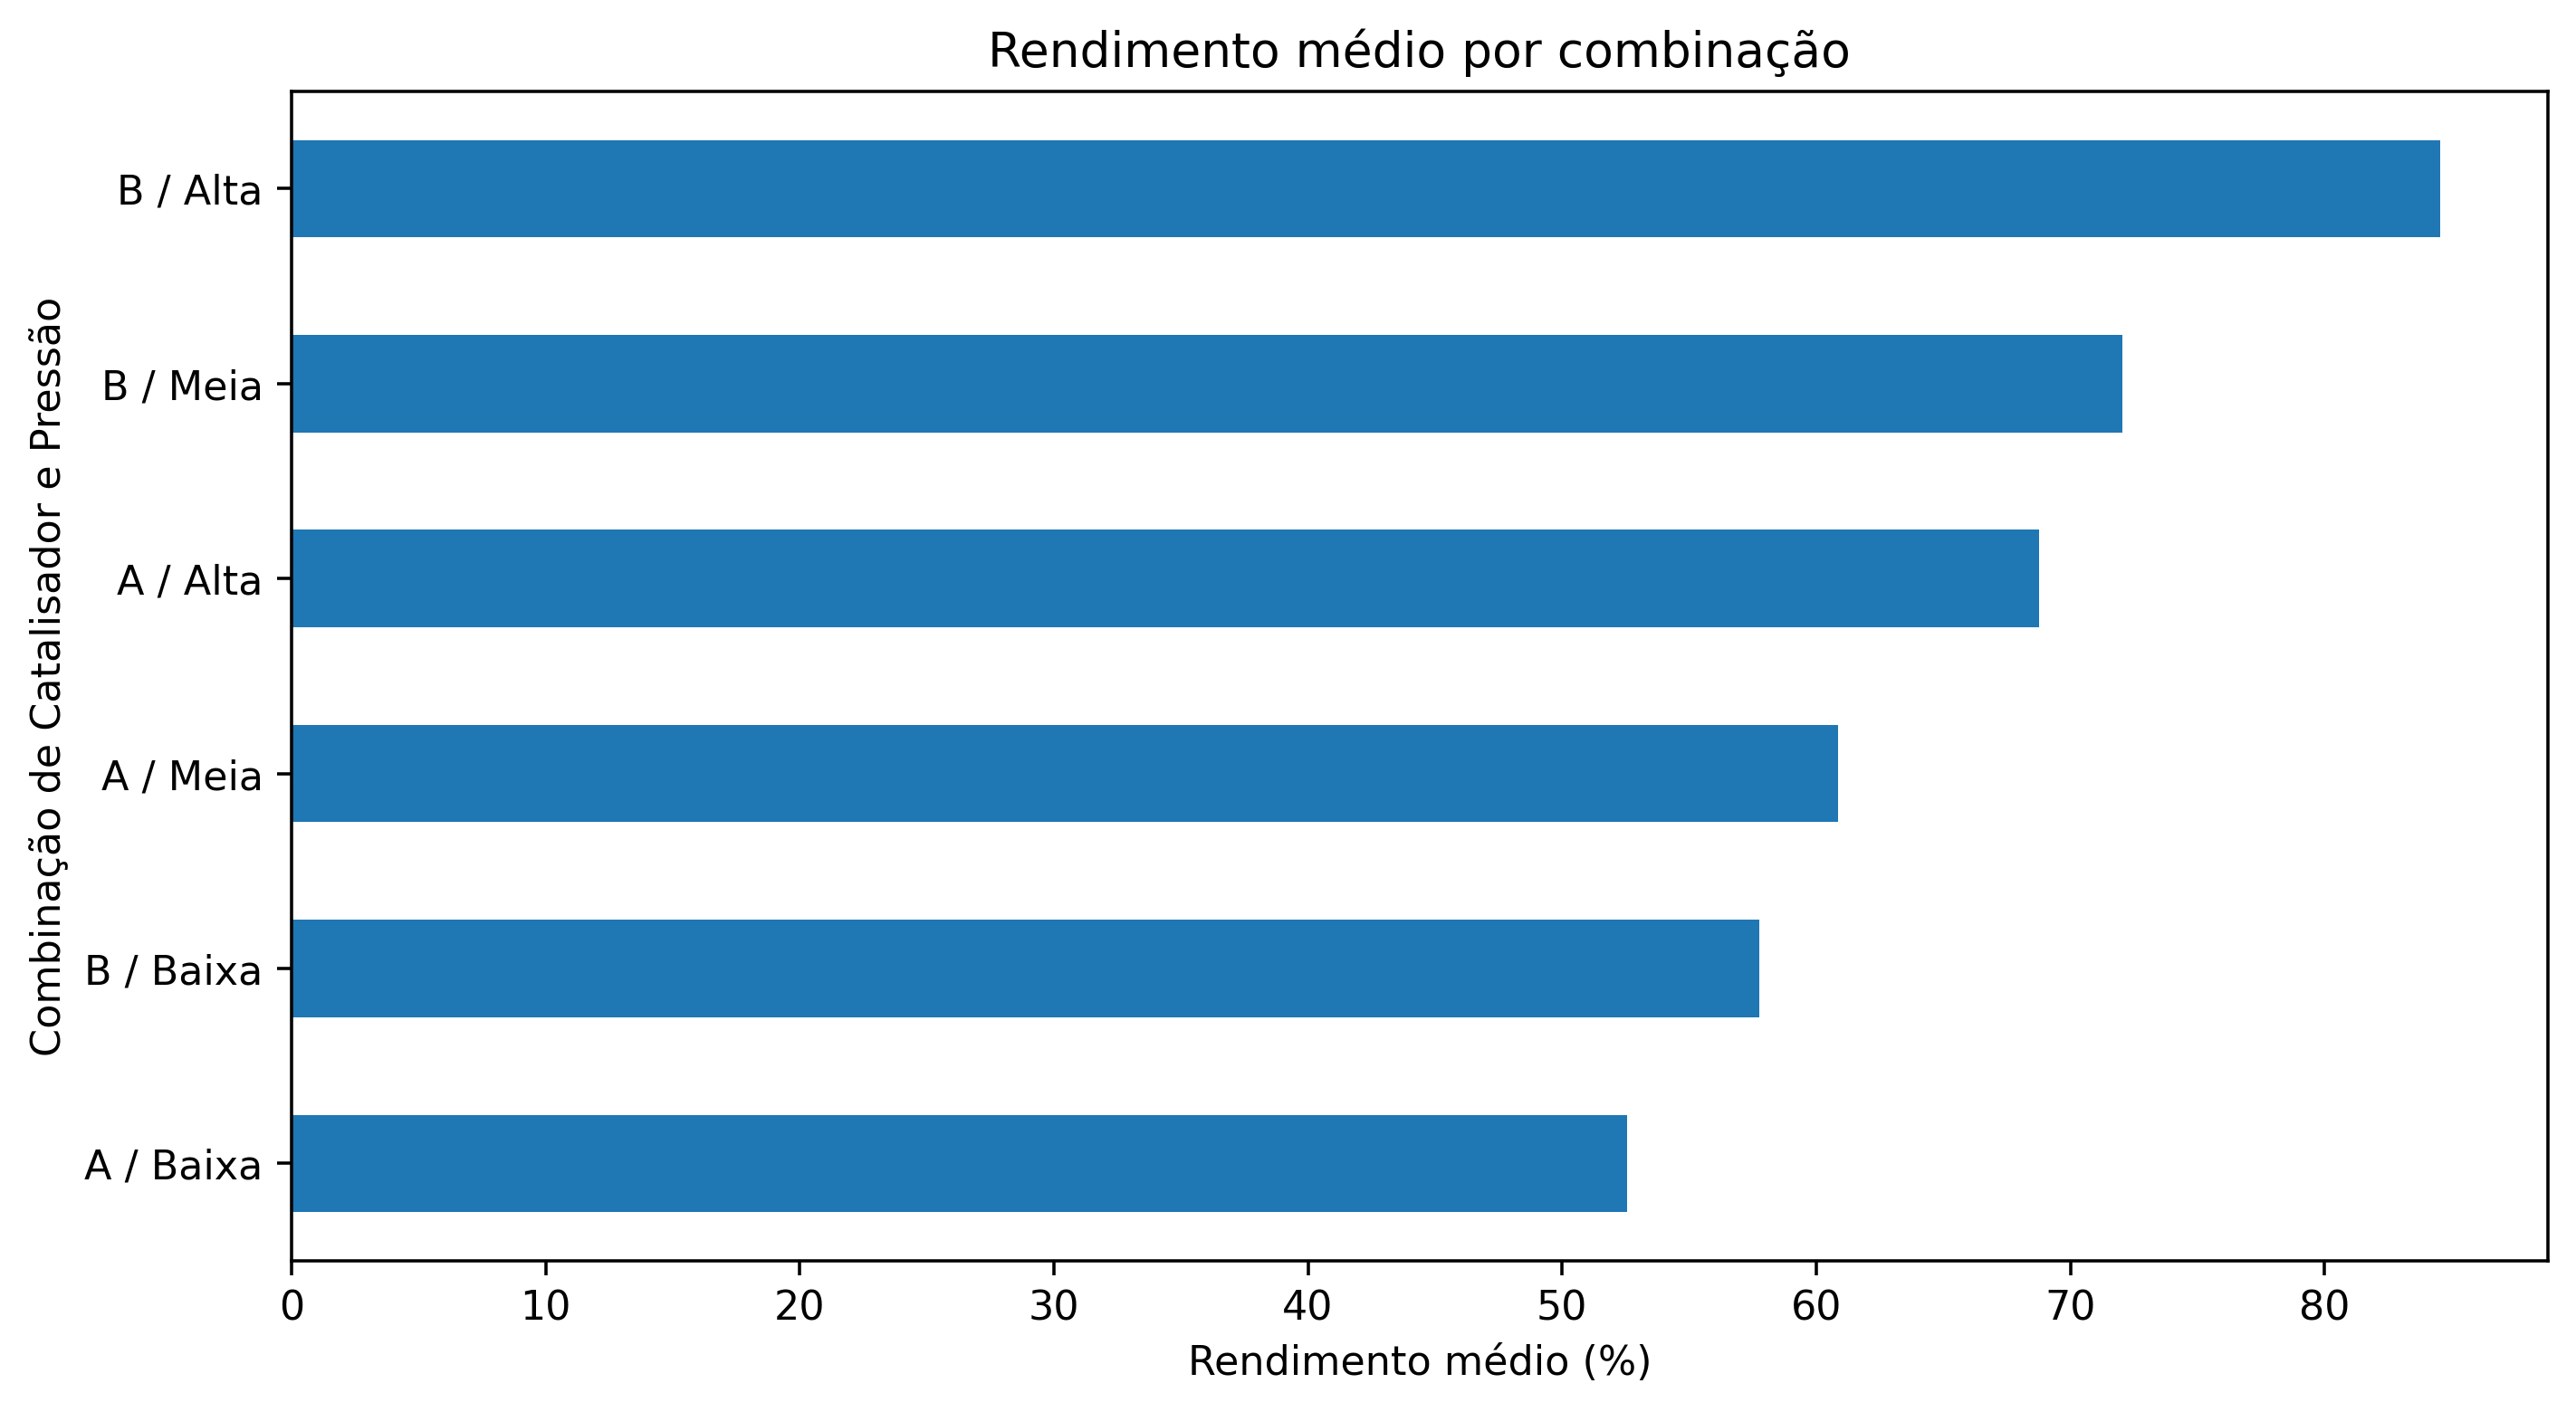 Rendimento médio por combinação
Combinação de Catalisador e Pressão
B / Alta
B / Meia
A / Alta
A / Meia
B / Baixa
A / Baixa
0 10 20 30 40 50 60 70 80
Rendimento médio (%)